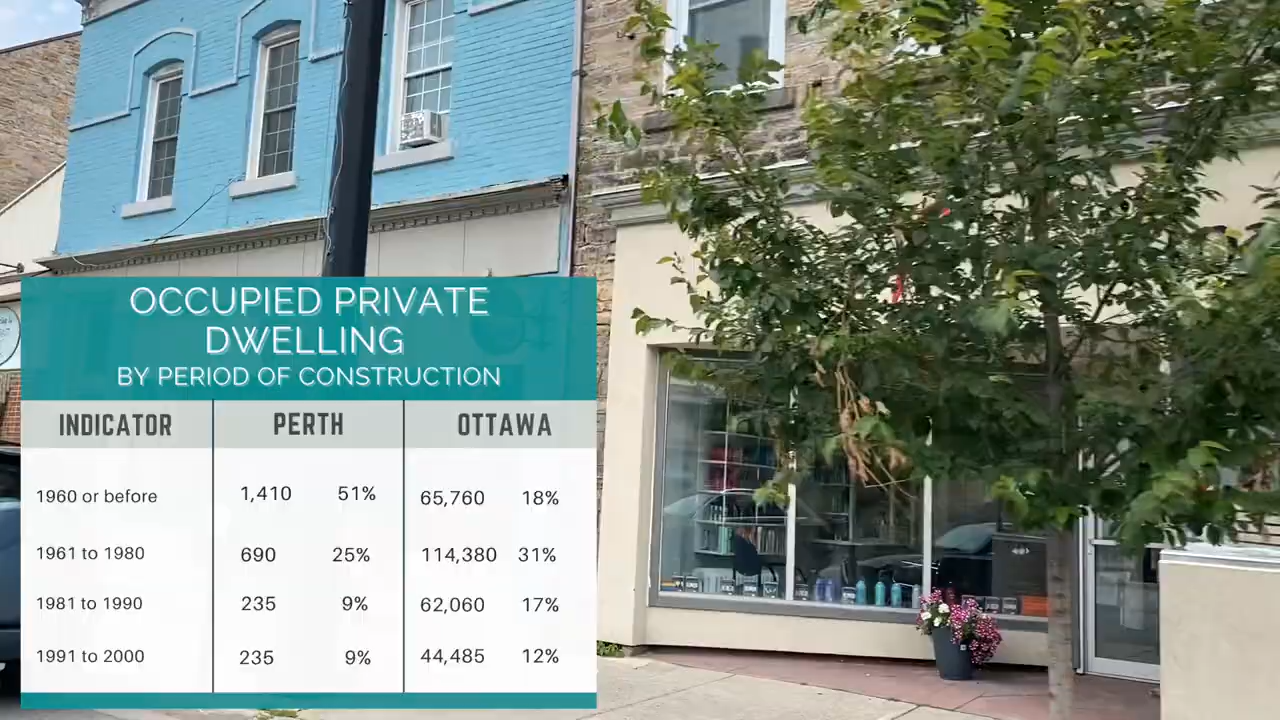 OCCUPIED PRIVATE
DWELLING
BY PERIOD OF CONSTRUCTION
INDICATOR PERTH OTTAWA
1960 or before 1,410 51% 65,760 18%
1961 to 1980 690 25% 114,380 31%
1981 to 1990 235 9% 62,060 17%
1991 to 2000 235 9% 44,485 12%